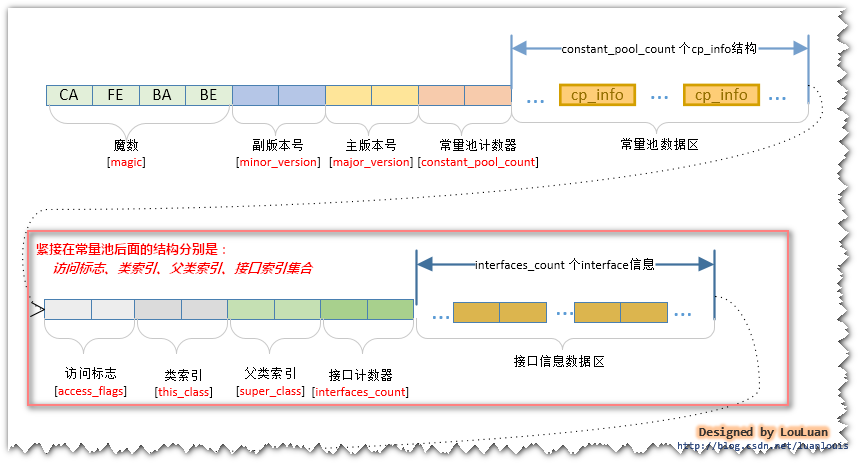 constant_pool_count 个cp_info结构
CA FE BA BE ... cp_info ... cp_info ...
魔数 副版本号 主版本号 常量池计数器 常量池数据区
[magic] [minor_version] [major_version] [constant_pool_count]
紧接在常量池后面的结构分别是：
访问标志、类索引、父类索引、接口索引集合
interfaces_count 个interface信息
... ... ...
访问标志 类索引 父类索引 接口计数器 接口信息数据区
[access_flags] [this_class] [super_class] [interfaces_count]
Designed by LouLuan
http://blog.csdn.net/luanlouis